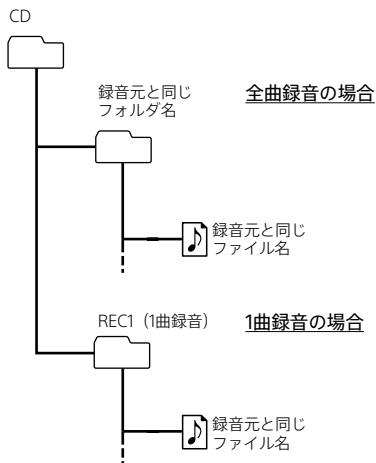 CD
録音元と同じ
フォルダ名
全曲録音の場合
録音元と同じ
ファイル名
REC1（1曲録音）
1曲録音の場合
録音元と同じ
ファイル名